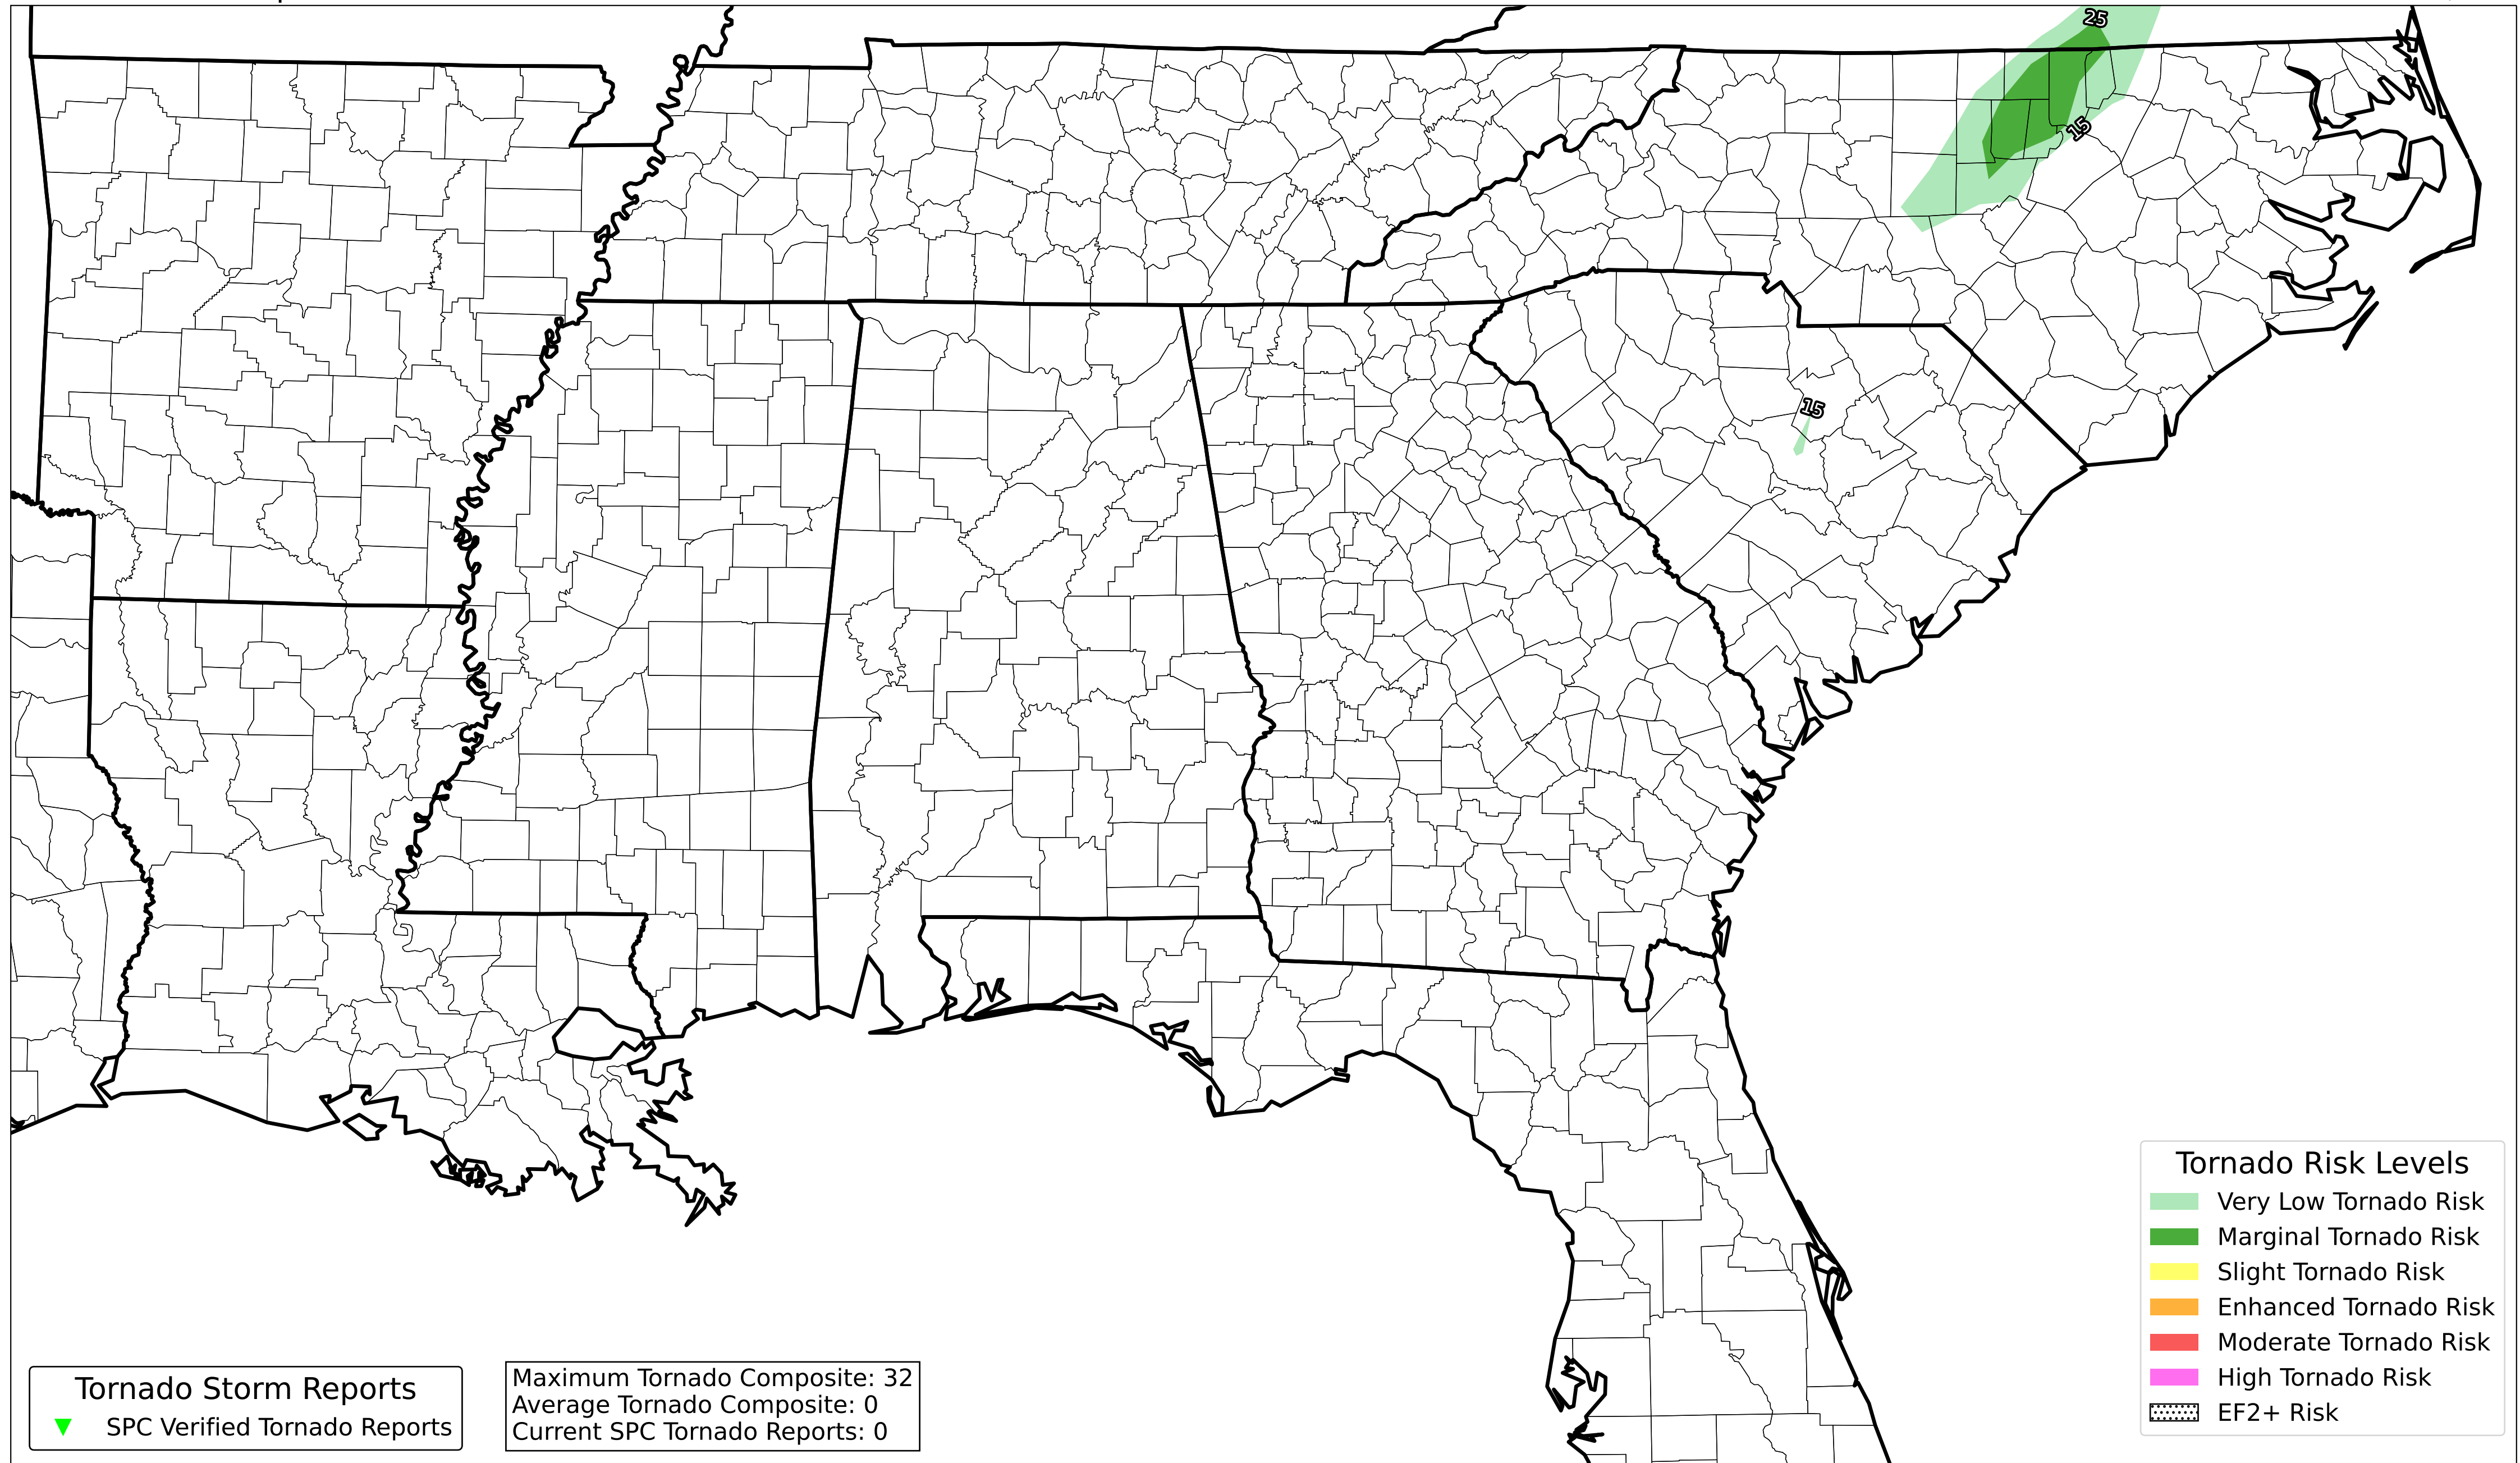 25
15
15
Tornado Risk Levels
Very Low Tornado Risk
Marginal Tornado Risk
Slight Tornado Risk
Enhanced Tornado Risk
Moderate Tornado Risk
High Tornado Risk
EF2+ Risk
Tornado Storm Reports
SPC Verified Tornado Reports
Maximum Tornado Composite: 32
Average Tornado Composite: 0
Current SPC Tornado Reports: 0